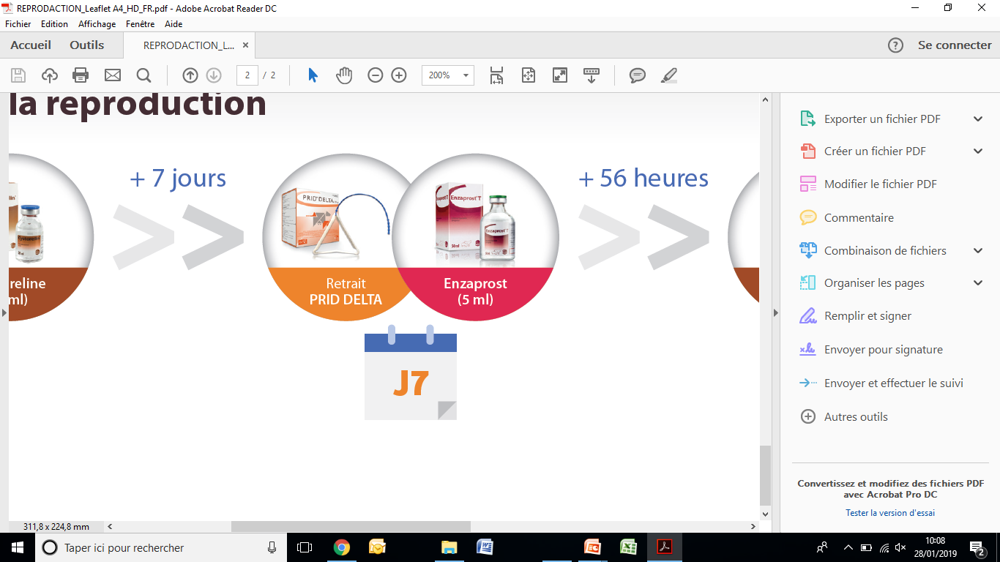 REPRODACTION_Leaflet A4_HD_FR.pdf - Adobe Acrobat Reader DC
Fichier Edition Affichage Fenêtre Aide
Accueil Outils REPRODACTION_L... × ? Se connecter
2 / 2 200%
la reproduction
+ 7 jours
+ 56 heures
PRID DELTA
Enzaprost T
Enzaprost T
50ml
Enzaprost T
reline
ml)
Retrait
PRID DELTA
Enzaprost
(5 ml)
J7
311,8 x 224,8 mm
Exporter un fichier PDF
Créer un fichier PDF
Modifier le fichier PDF
Commentaire
Combinaison de fichiers
Organiser les pages
Remplir et signer
Envoyer pour signature
Envoyer et effectuer le suivi
Autres outils
Convertissez et modifiez des fichiers PDF
avec Acrobat Pro DC
Tester la version d'essai
Taper ici pour rechercher
10:08
28/01/2019
2